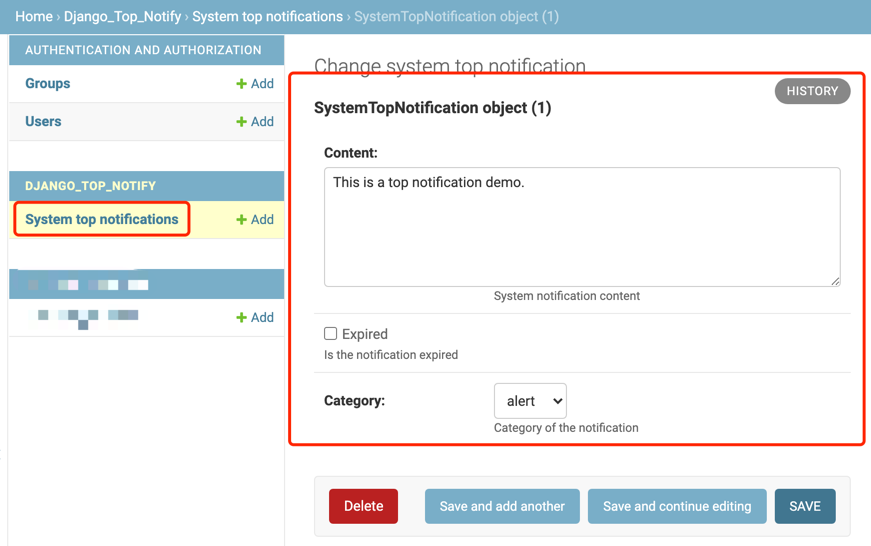 Home › Django_Top_Notify › System top notifications › SystemTopNotification object (1)
AUTHENTICATION AND AUTHORIZATION
Groups + Add
Users + Add
DJANGO_TOP_NOTIFY
System top notifications + Add
+ Add
Change system top notification
HISTORY
SystemTopNotification object (1)
Content:
This is a top notification demo.
System notification content
Expired
Is the notification expired
Category: alert
Category of the notification
Delete Save and add another Save and continue editing SAVE